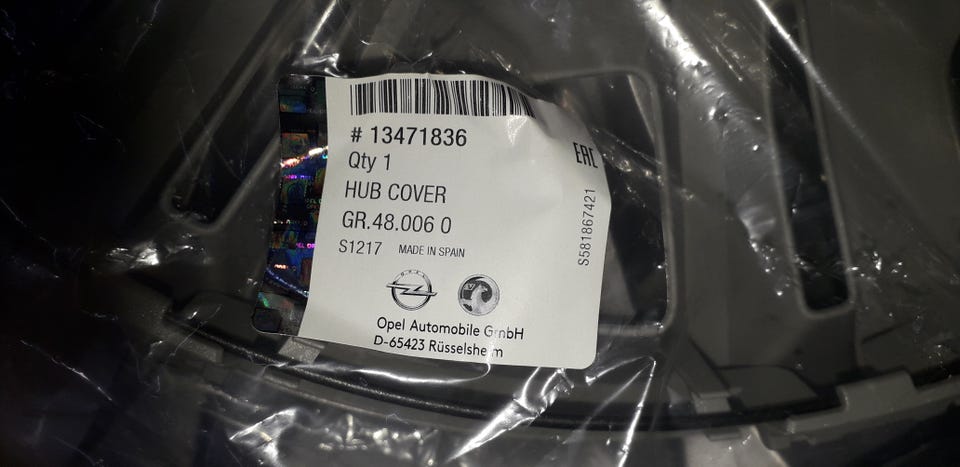 # 13471836
Qty 1
HUB COVER
GR.48.006 0
S1217 MADE IN SPAIN
OPEL
Opel Automobile GmbH
D-65423 Rüsselsheim
EAC
S581867421